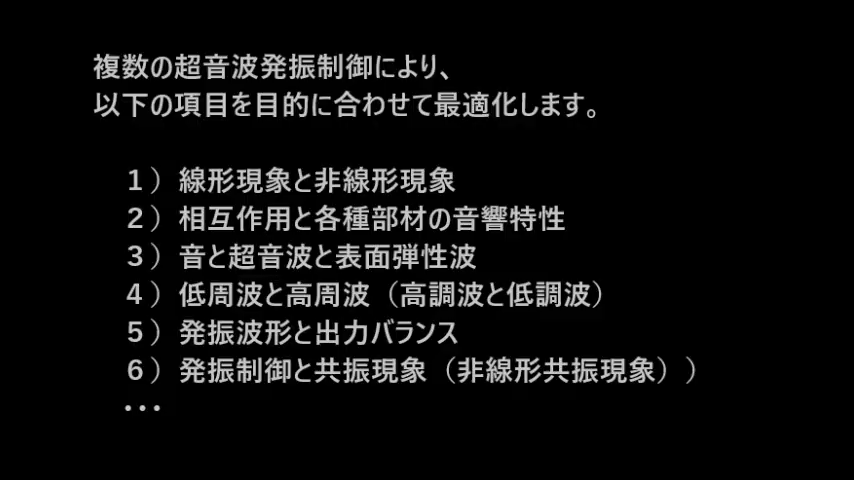 複数の超音波発振制御により、
以下の項目を目的に合わせて最適化します。
１）線形現象と非線形現象
２）相互作用と各種部材の音響特性
３）音と超音波と表面弾性波
４）低周波と高周波（高調波と低調波）
５）発振波形と出力バランス
６）発振制御と共振現象（非線形共振現象））
・・・